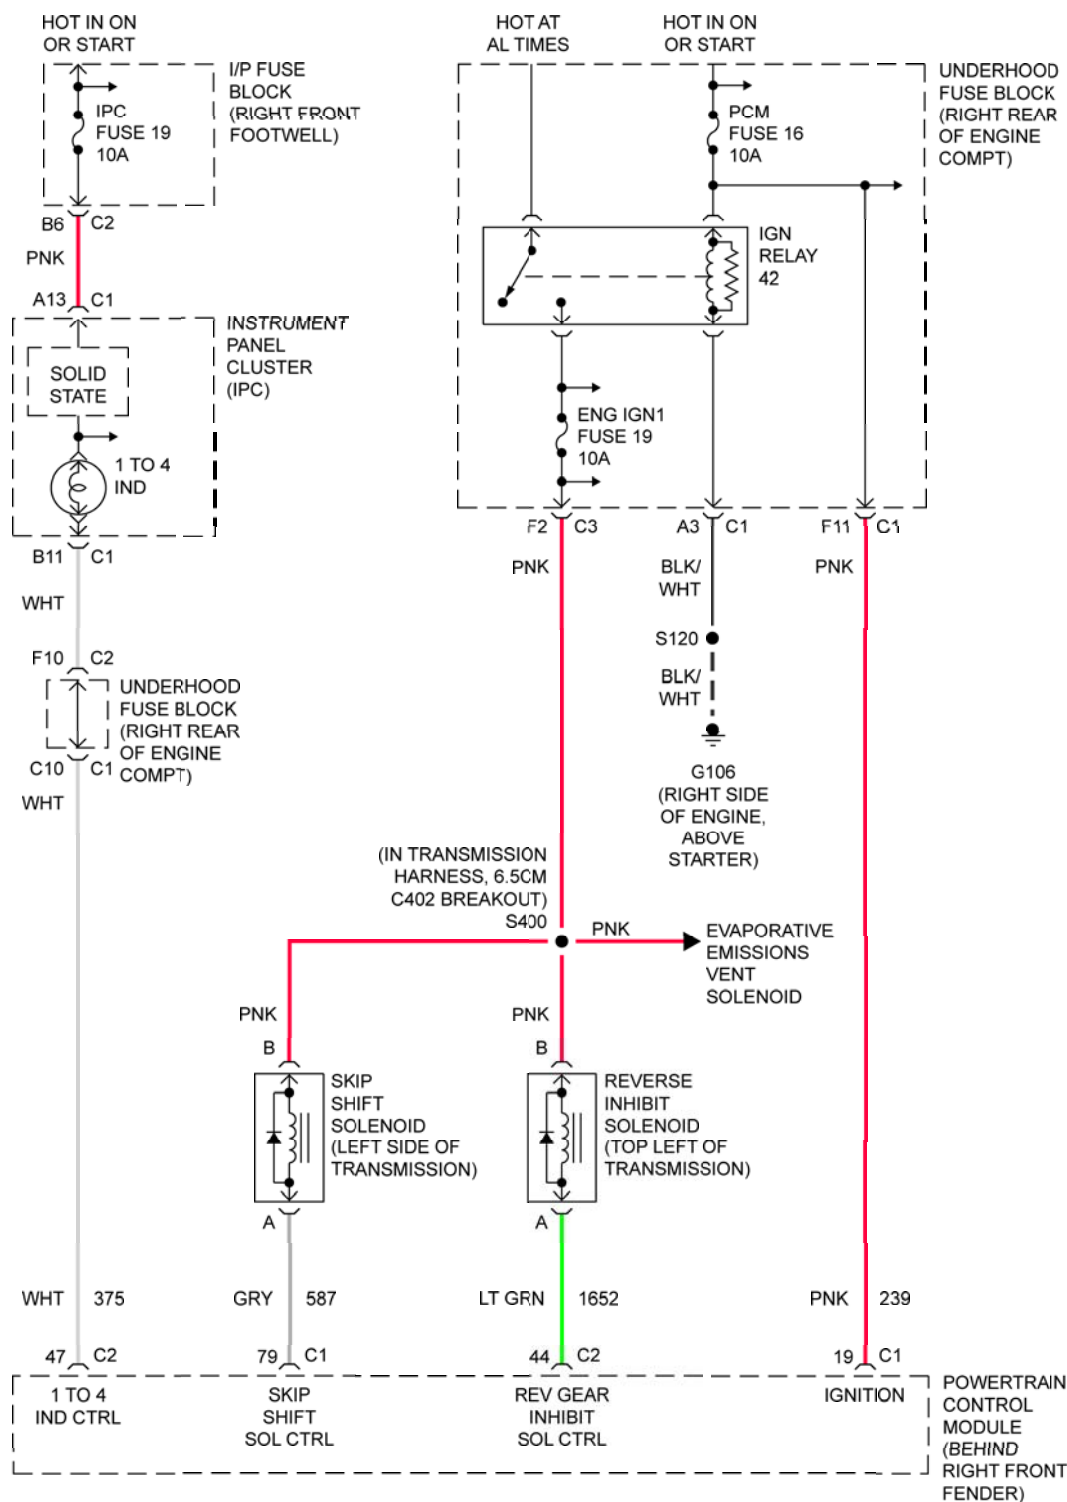 HOT IN ON
OR START
HOT AT
AL TIMES
HOT IN ON
OR START
I/P FUSE
BLOCK
(RIGHT FRONT
FOOTWELL)
IPC
FUSE 19
10A
PCM
FUSE 16
10A
UNDERHOOD
FUSE BLOCK
(RIGHT REAR
OF ENGINE
COMPT)
B6 C2
PNK
A13 C1
IGN
RELAY
42
INSTRUMENT
PANEL
CLUSTER
(IPC)
SOLID
STATE
1 TO 4
IND
ENG IGN1
FUSE 19
10A
B11 C1
WHT
F2 C3
PNK
A3 C1
BLK/
WHT
F11 C1
PNK
S120
BLK/
WHT
F10 C2
UNDERHOOD
FUSE BLOCK
(RIGHT REAR
OF ENGINE
COMPT)
C10 C1
WHT
G106
(RIGHT SIDE
OF ENGINE,
ABOVE
STARTER)
(IN TRANSMISSION
HARNESS, 6.5CM
C402 BREAKOUT)
S400
PNK
EVAPORATIVE
EMISSIONS
VENT
SOLENOID
PNK
B
PNK
B
SKIP
SHIFT
SOLENOID
(LEFT SIDE OF
TRANSMISSION)
REVERSE
INHIBIT
SOLENOID
(TOP LEFT OF
TRANSMISSION)
A
A
WHT 375
GRY 587
LT GRN 1652
PNK 239
47 C2
79 C1
44 C2
19 C1
1 TO 4
IND CTRL
SKIP
SHIFT
SOL CTRL
REV GEAR
INHIBIT
SOL CTRL
IGNITION
POWERTRAIN
CONTROL
MODULE
(BEHIND
RIGHT FRONT
FENDER)